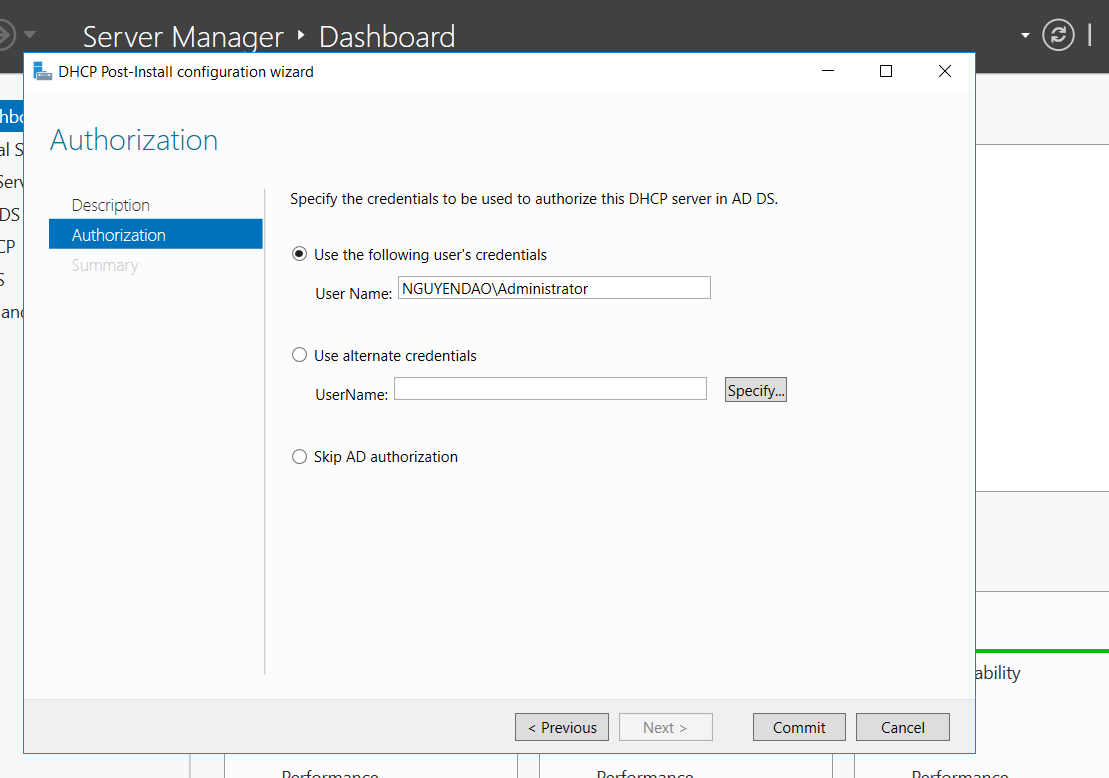 Server Manager ‣ Dashboard
DHCP Post-Install configuration wizard
Authorization
Description
Authorization
Summary
Specify the credentials to be used to authorize this DHCP server in AD DS.
Use the following user's credentials
User Name: NGUYENDAO\Administrator
Use alternate credentials
UserName:
Specify...
Skip AD authorization
ability
< Previous
Next >
Commit
Cancel
Performance
Performance
Performance